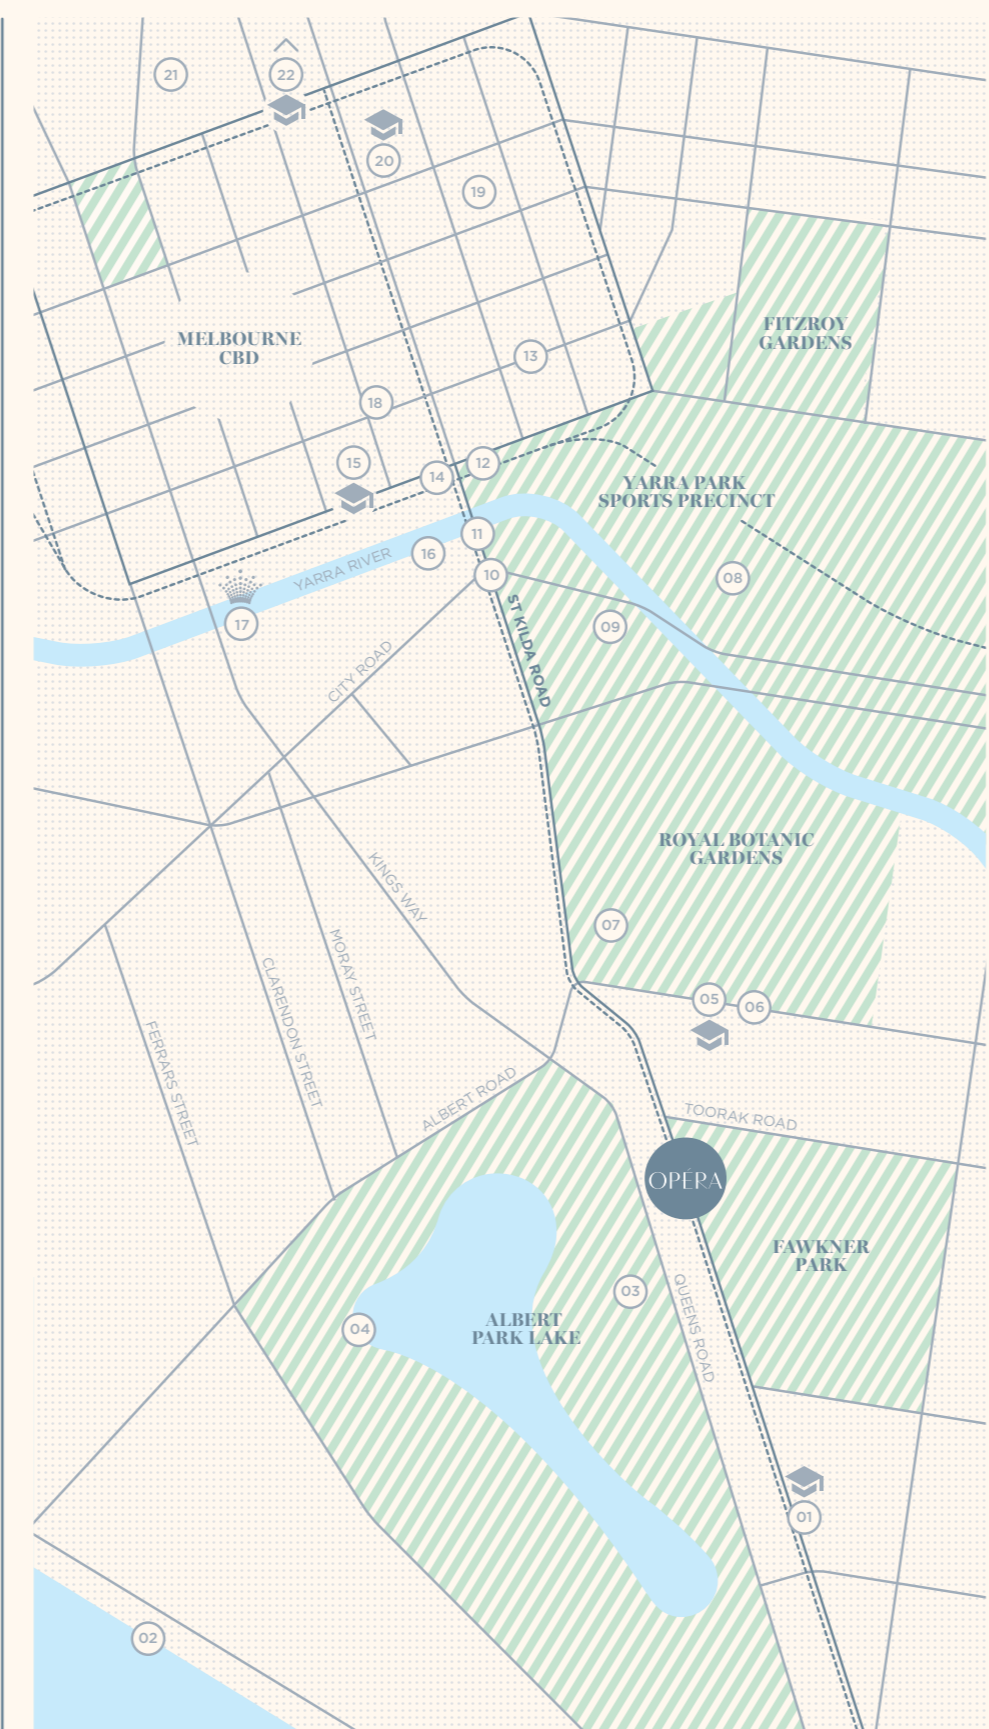 21
22
20
19
MELBOURNE
CBD
FITZROY
GARDENS
13
18
15
14
12
YARRA PARK
SPORTS PRECINCT
11
16
YARRA RIVER
10
08
17
09
ST KILDA ROAD
CITY ROAD
ROYAL BOTANIC
GARDENS
KINGS WAY
07
MORAY STREET
CLARENDON STREET
05
06
FERRARS STREET
ALBERT ROAD
TOORAK ROAD
OPÉRA
FAWKNER
PARK
03
QUEENS ROAD
04
ALBERT
PARK LAKE
01
02